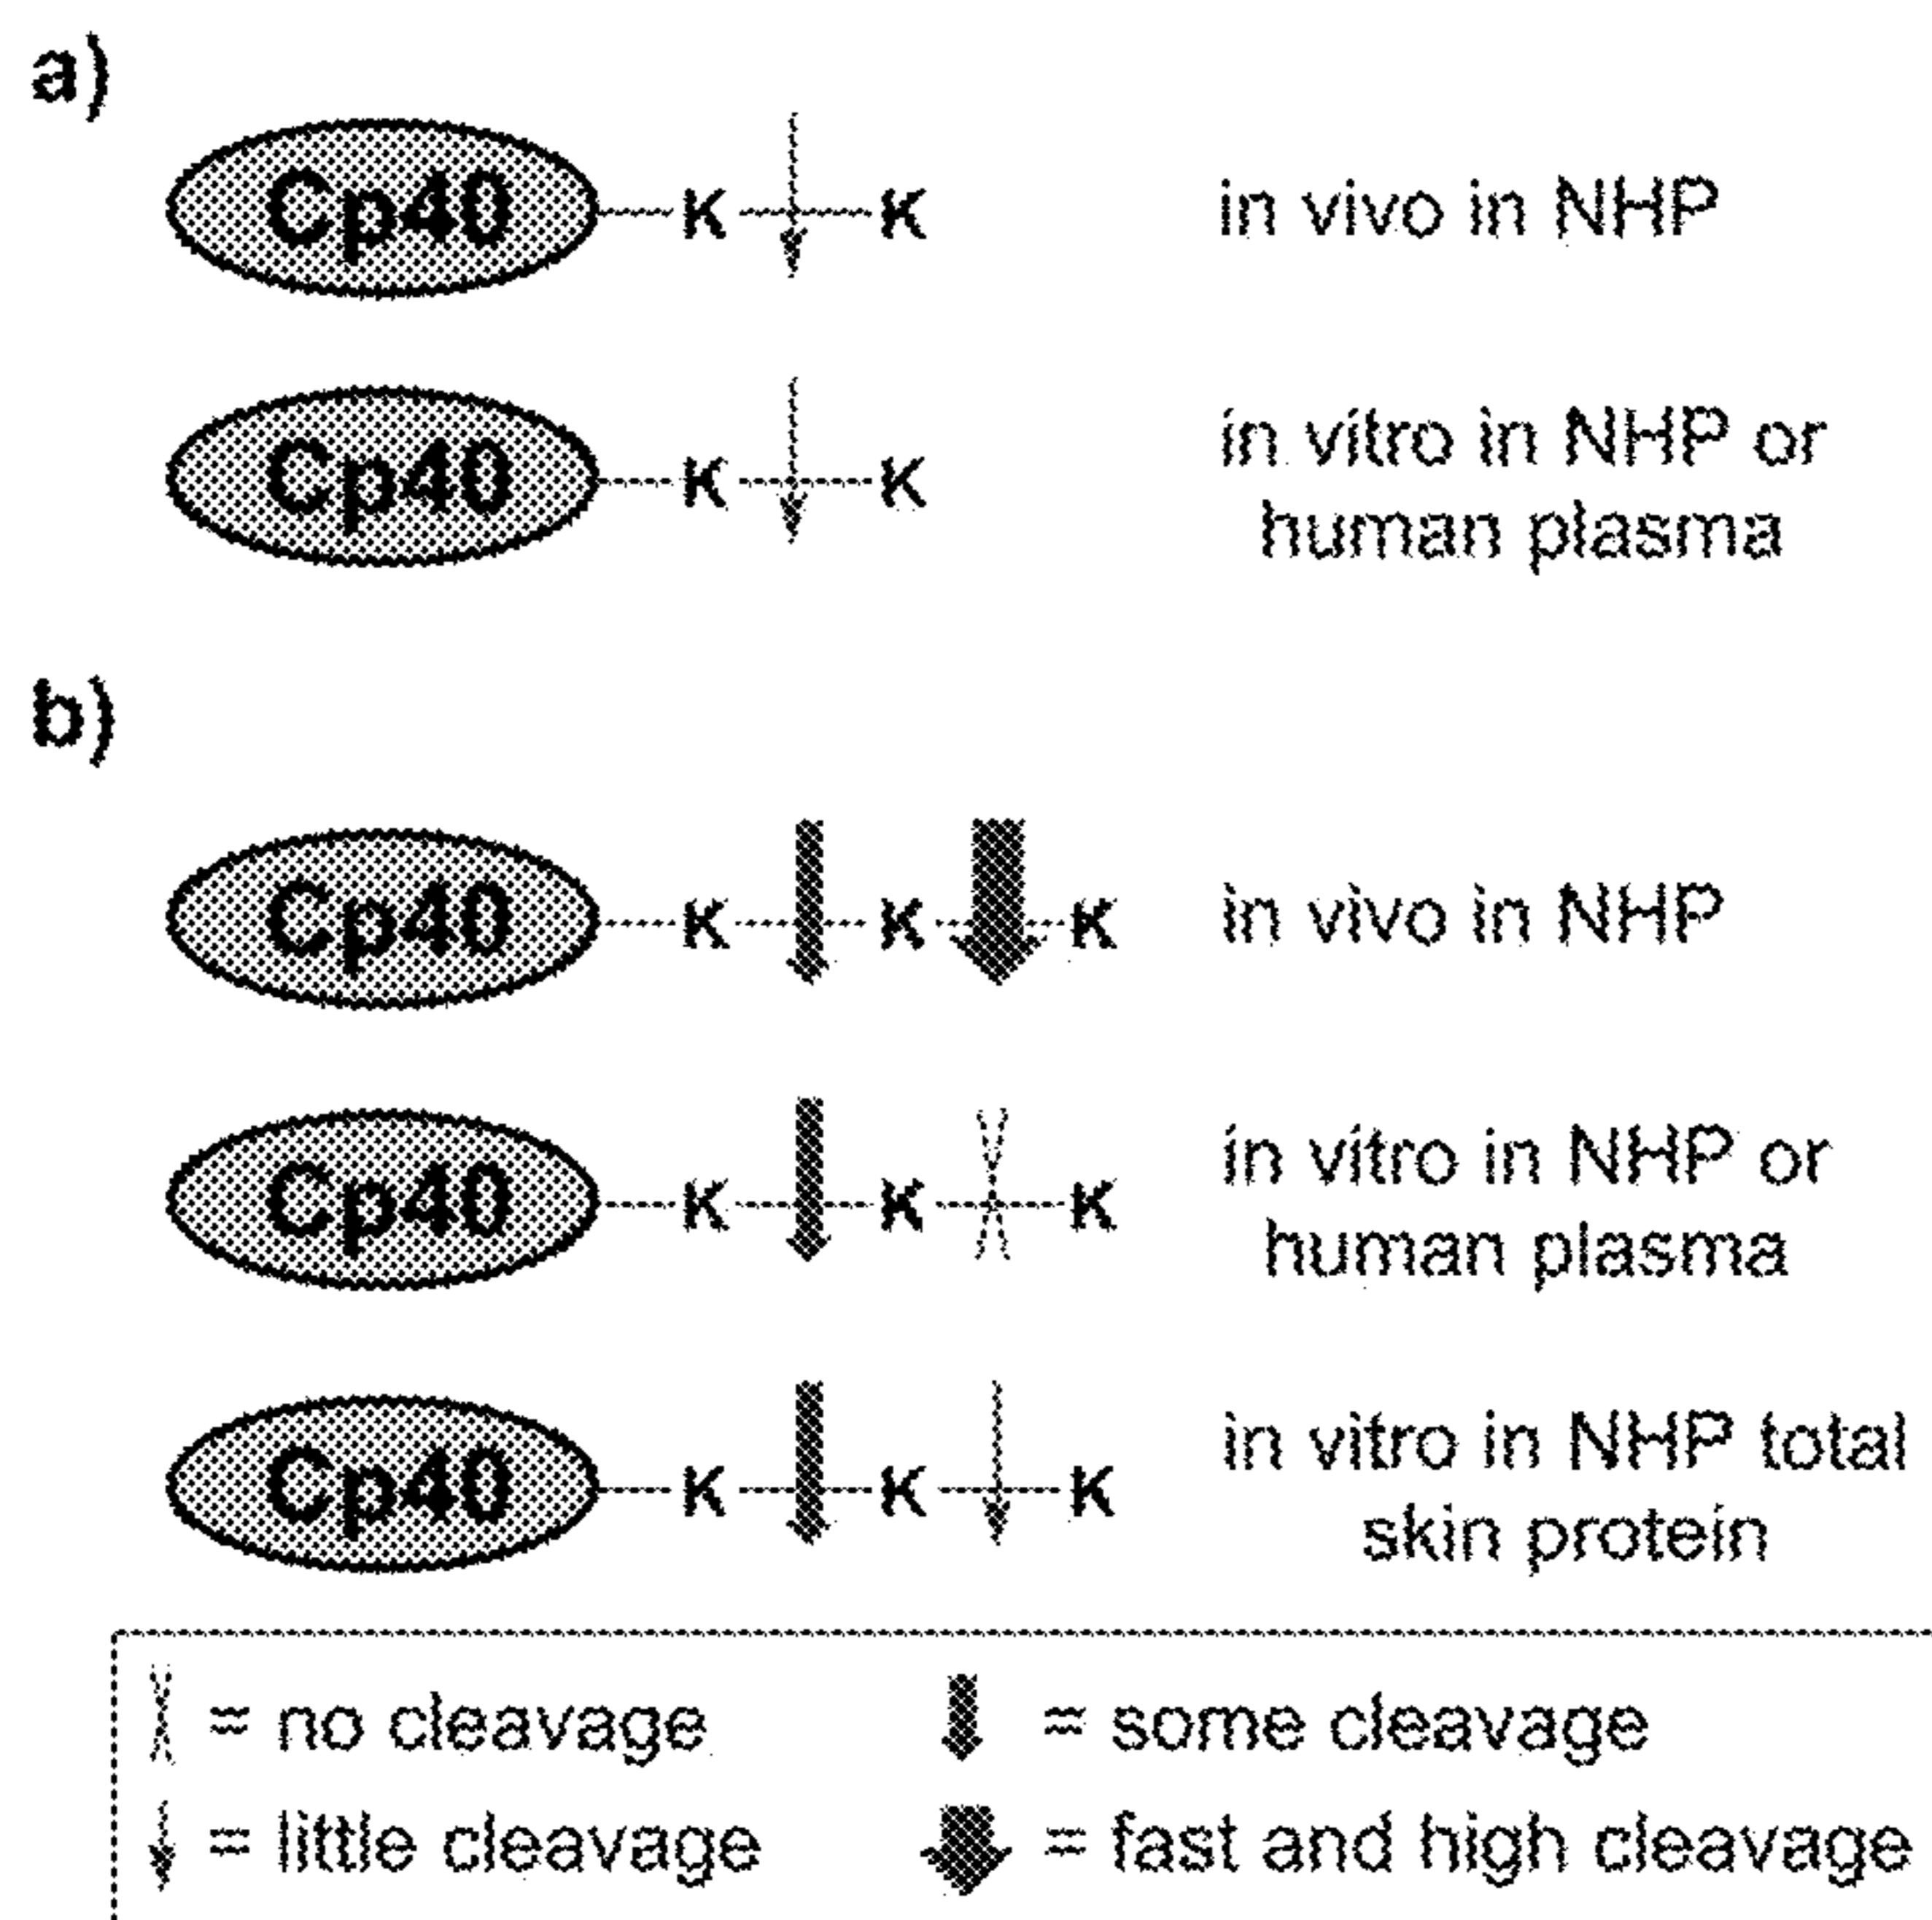 a)
Cp40 K K in vivo in NHP
Cp40 K K in vitro in NHP or
human plasma
b)
Cp40 K K K in vivo in NHP
Cp40 K K K in vitro in NHP or
human plasma
Cp40 K K K in vitro in NHP total
skin protein
= no cleavage = some cleavage
= little cleavage = fast and high cleavage